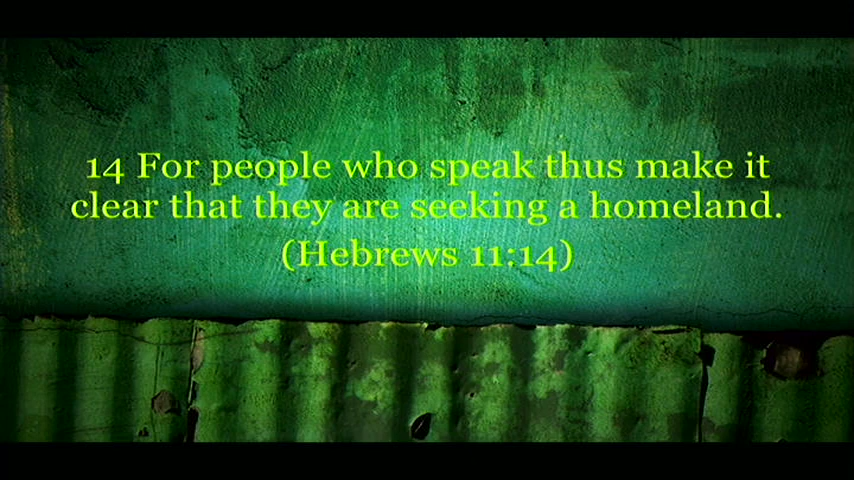 14 For people who speak thus make it
clear that they are seeking a homeland.
(Hebrews 11:14)